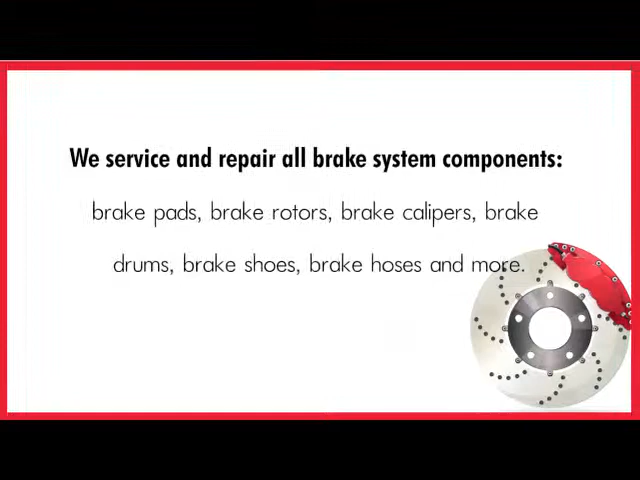 We service and repair all brake system components:
brake pads, brake rotors, brake calipers, brake
drums, brake shoes, brake hoses and more.